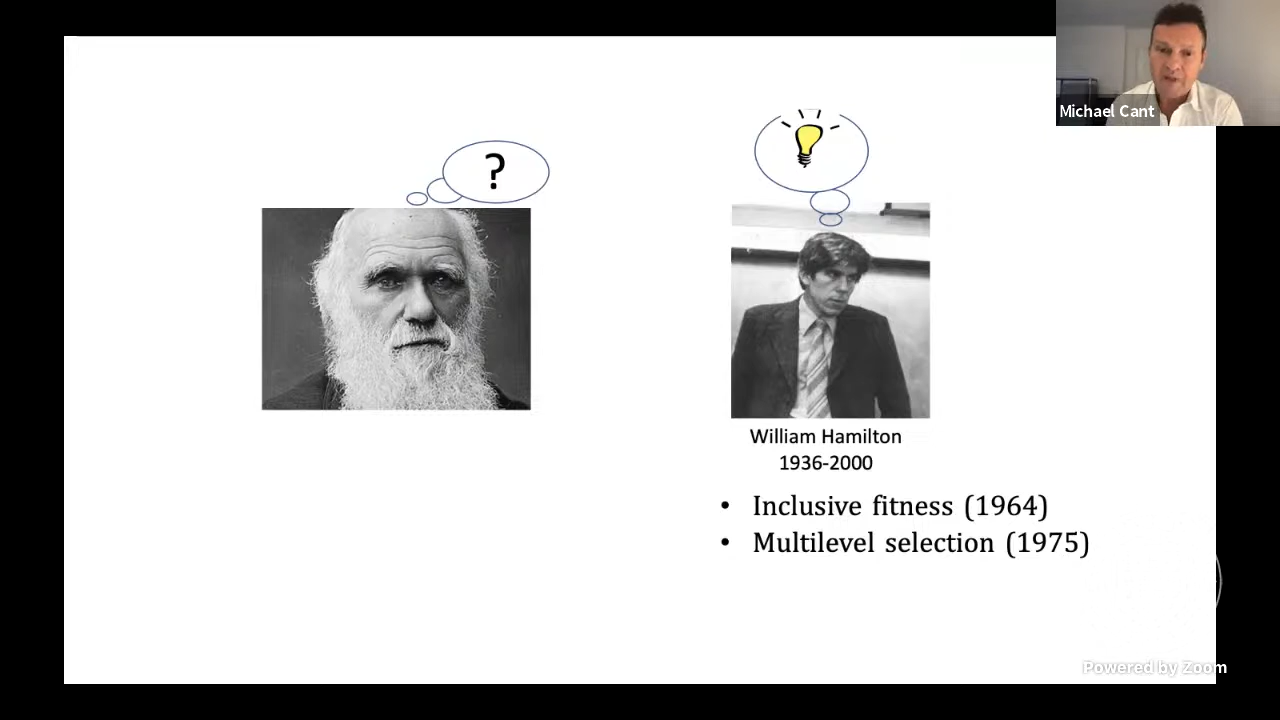 Michael Cant
?
William Hamilton
1936-2000
• Inclusive fitness (1964)
• Multilevel selection (1975)
Powered by Zoom